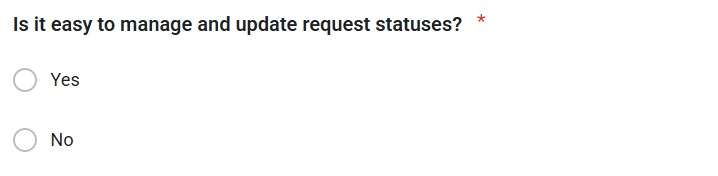 Is it easy to manage and update request statuses? *
Yes
No